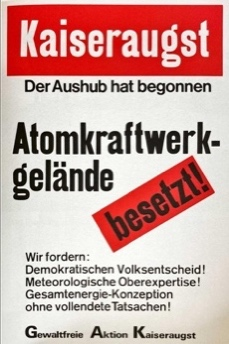 Kaiseraugst
Der Aushub hat begonnen
Atomkraftwerk-
gelände
besetzt!
Wir fordern:
Demokratischen Volksentscheid!
Meteorologische Oberexpertise!
Gesamtenergie-Konzeption
ohne vollendete Tatsachen!
Gewaltfreie Aktion Kaiseraugst